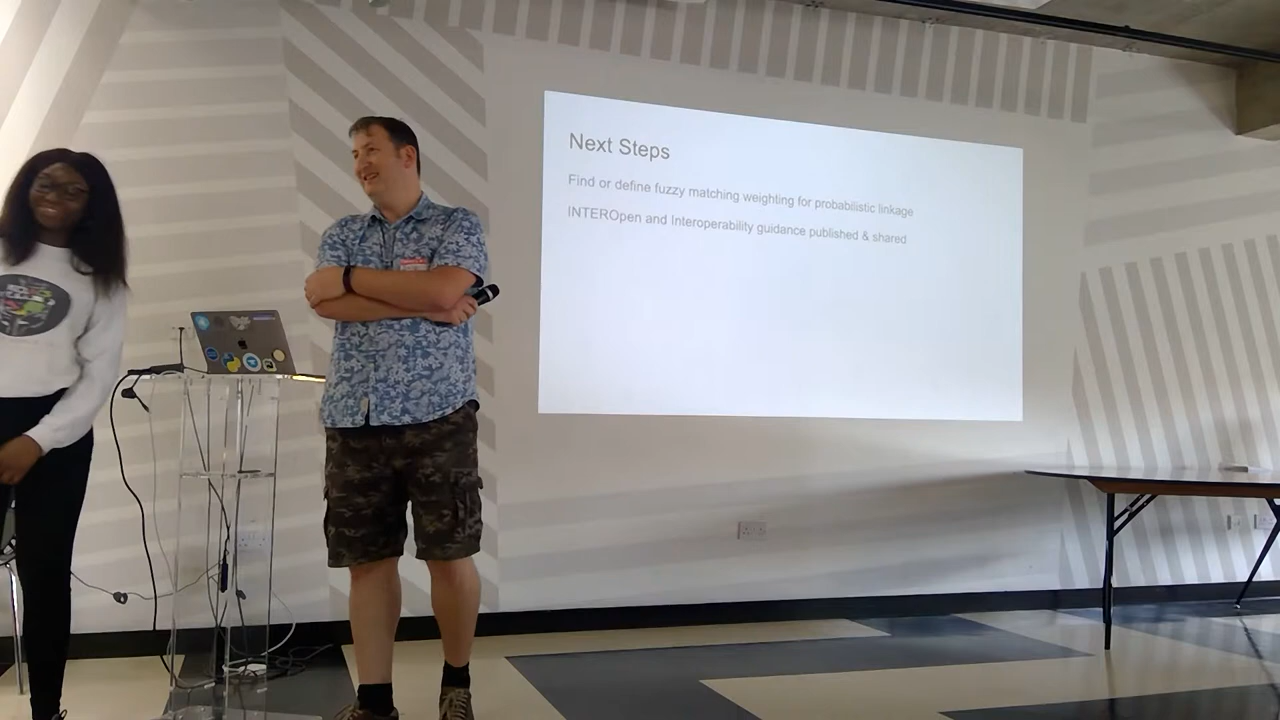 Next Steps
Find or define fuzzy matching weighting for probabilistic linkage
INTEROpen and Interoperability guidance published & shared